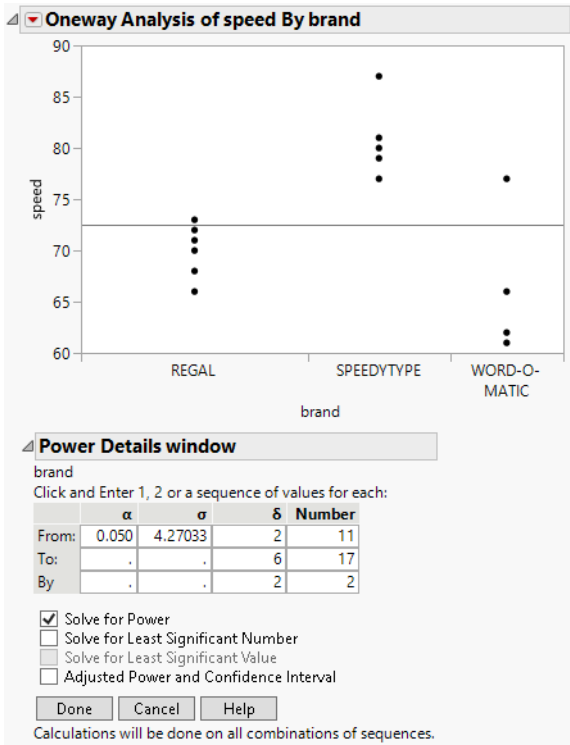 Oneway Analysis of speed By brand
90
85
80
75
70
65
60
speed
REGAL SPEEDYTYPE WORD-O-
MATIC
brand
Power Details window
brand
Click and Enter 1, 2 or a sequence of values for each:
α σ δ Number
From: 0.050 4.27033 2 11
To: . . 6 17
By . . 2 2
Solve for Power
Solve for Least Significant Number
Solve for Least Significant Value
Adjusted Power and Confidence Interval
Done Cancel Help
Calculations will be done on all combinations of sequences.